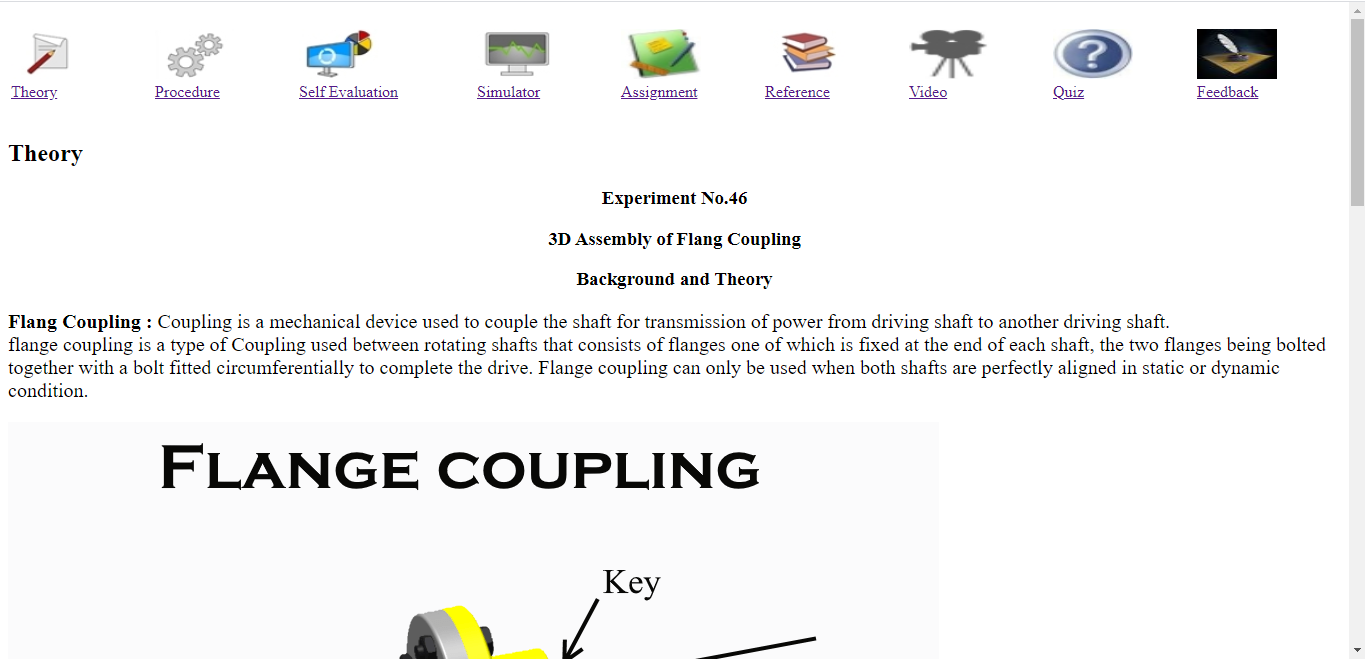 Theory
Procedure
Self Evaluation
Simulator
Assignment
Reference
Video
Quiz
Feedback
Theory
Experiment No.46
3D Assembly of Flang Coupling
Background and Theory
Flang Coupling : Coupling is a mechanical device used to couple the shaft for transmission of power from driving shaft to another driving shaft.
flange coupling is a type of Coupling used between rotating shafts that consists of flanges one of which is fixed at the end of each shaft, the two flanges being bolted
together with a bolt fitted circumferentially to complete the drive. Flange coupling can only be used when both shafts are perfectly aligned in static or dynamic
condition.
FLANGE COUPLING
Key